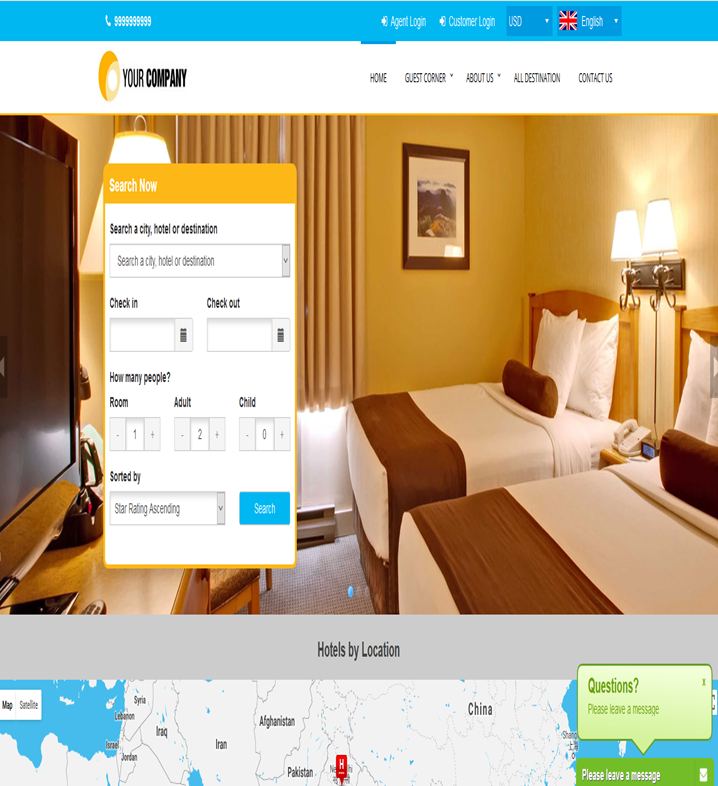 9999999999
Agent Login
Customer Login
USD
English
YOUR COMPANY
HOME
GUEST CORNER
ABOUT US
ALL DESTINATION
CONTACT US
Search Now
Search a city, hotel or destination
Search a city, hotel or destination
Check in
Check out
How many people?
Room
Adult
Child
- 1 +
- 2 +
- 0 +
Sorted by
Star Rating Ascending
Search
Hotels by Location
Map
Satellite
Syria
Lebanon
Israel
Jordan
Iraq
Iran
Afghanistan
Pakistan
China
H
Questions?
x
Please leave a message
Please leave a message